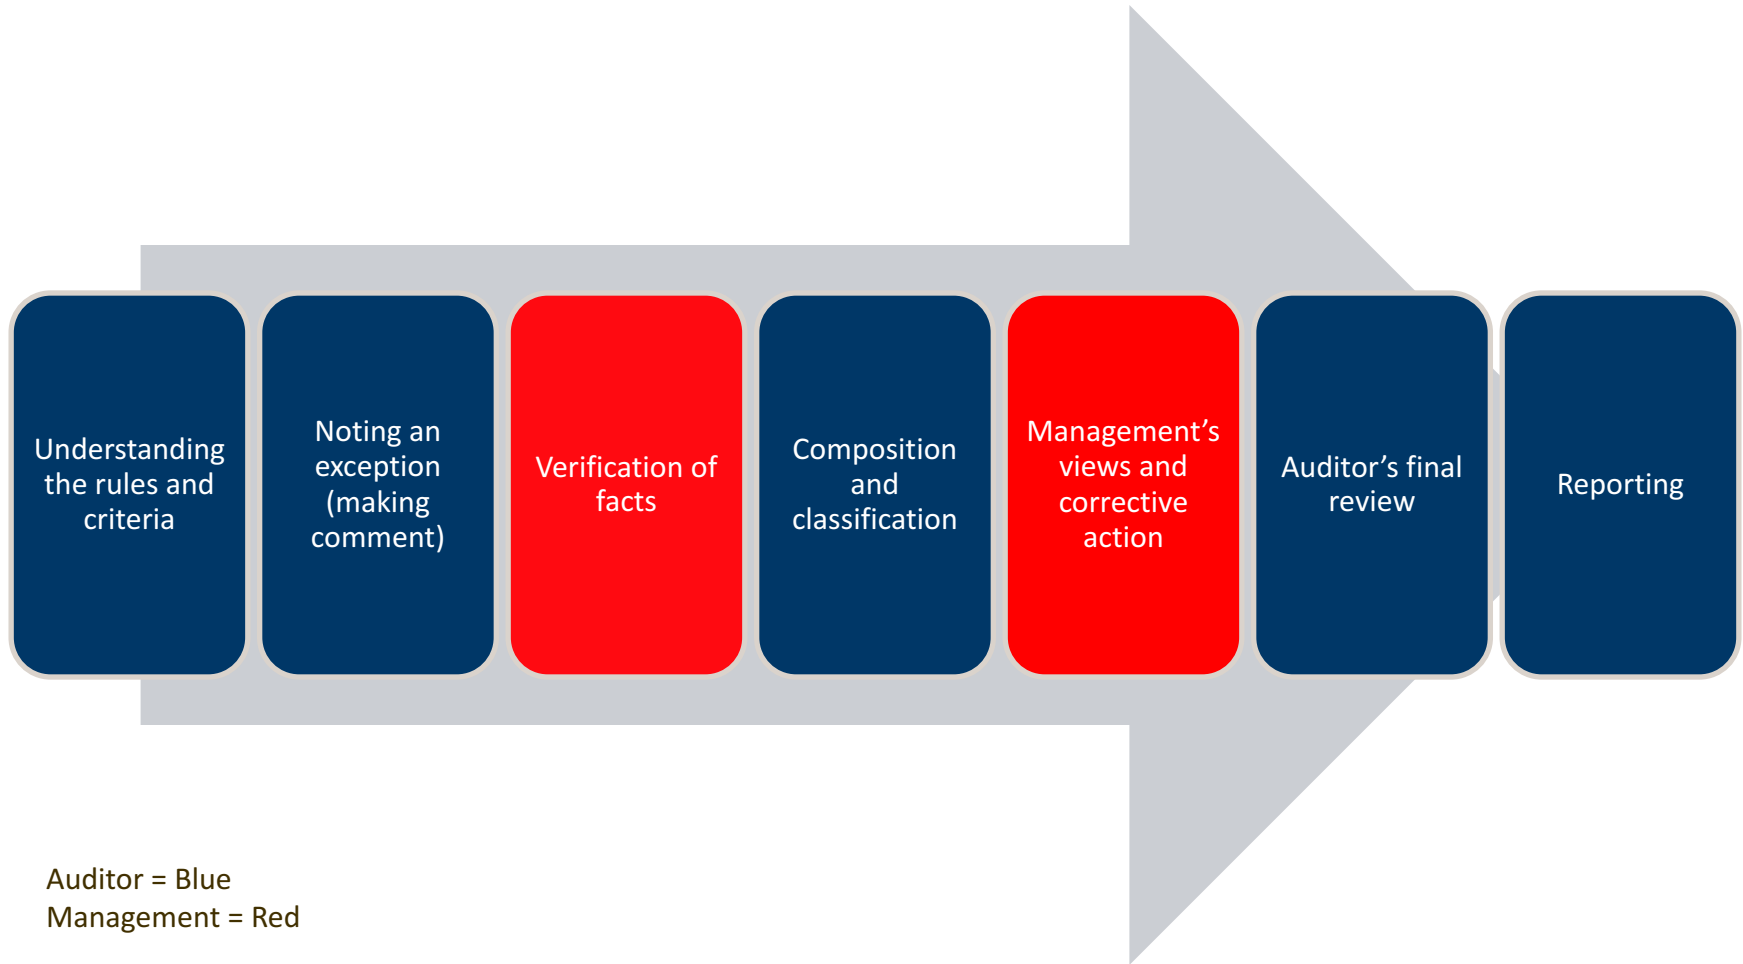 Understanding
the rules and
criteria
Noting an
exception
(making
comment)
Verification of
facts
Composition
and
classification
Management’s
views and
corrective
action
Auditor’s final
review
Reporting
Auditor = Blue
Management = Red